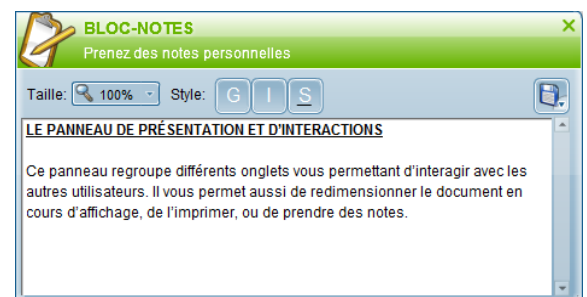 BLOC-NOTES
Prenez des notes personnelles
Taille: 100% Style: G I S
LE PANNEAU DE PRÉSENTATION ET D'INTERACTIONS
Ce panneau regroupe différents onglets vous permettant d'interagir avec les
autres utilisateurs. Il vous permet aussi de redimensionner le document en
cours d'affichage, de l'imprimer, ou de prendre des notes.